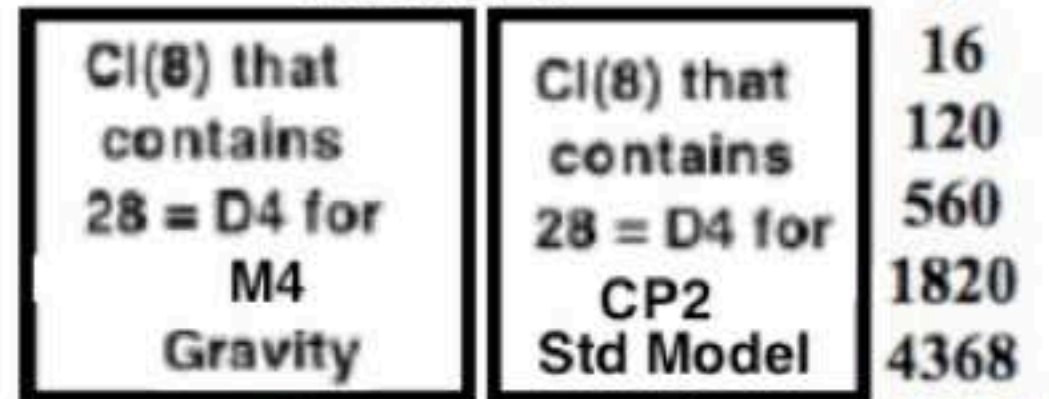 Cl(8) that
contains
28 = D4 for
M4
Gravity
Cl(8) that
contains
28 = D4 for
CP2
Std Model
16
120
560
1820
4368